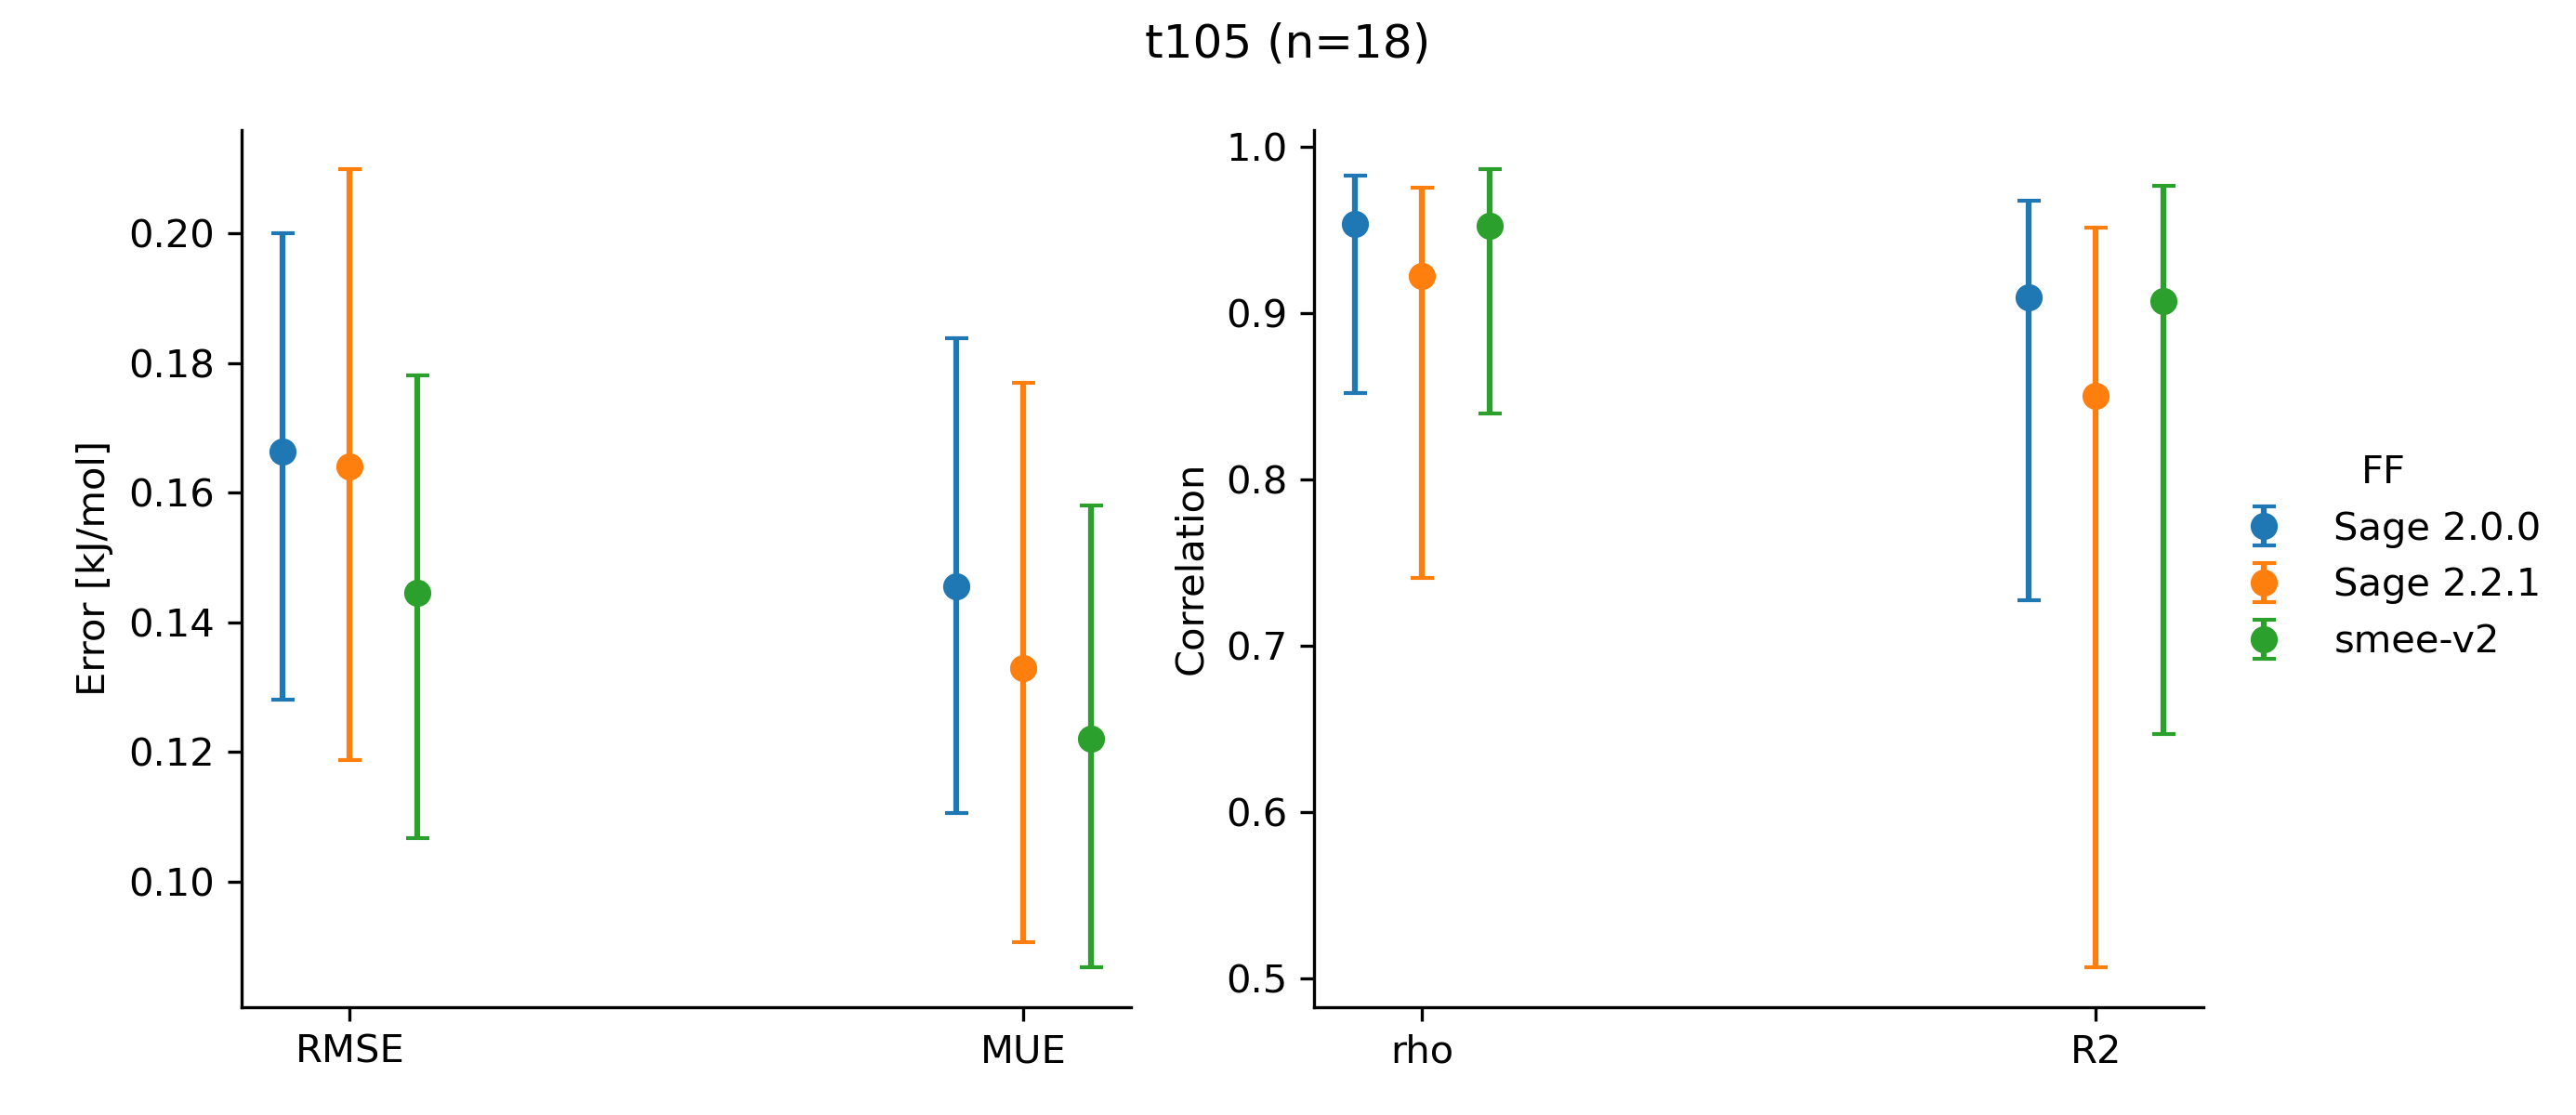 t105 (n=18)
Error [kJ/mol]
0.20
0.18
0.16
0.14
0.12
0.10
RMSE
MUE
Correlation
1.0
0.9
0.8
0.7
0.6
0.5
rho
R2
FF
Sage 2.0.0
Sage 2.2.1
smee-v2